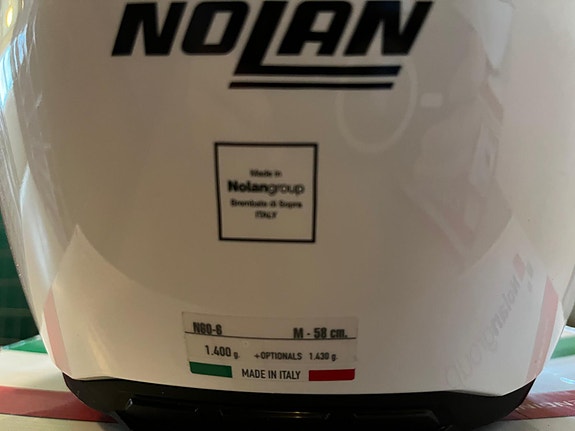 NOLAN
Made in
Nolangroup
Brembate di Sopra
ITALY
N60-6 M - 58 cm.
1.400 g. +OPTIONALS 1.430 g.
MADE IN ITALY